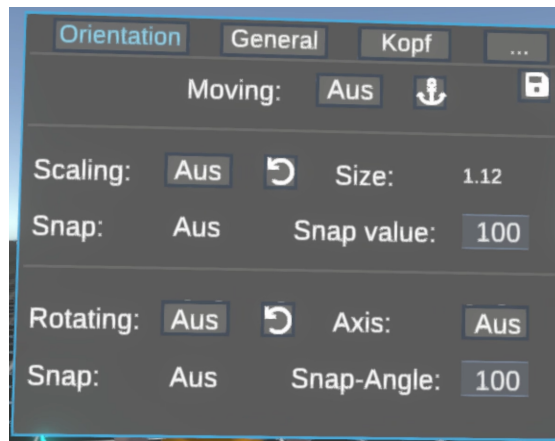 Orientation General Kopf ...
Moving: Aus
Scaling: Aus Size: 1.12
Snap: Aus Snap value: 100
Rotating: Aus Axis: Aus
Snap: Aus Snap-Angle: 100